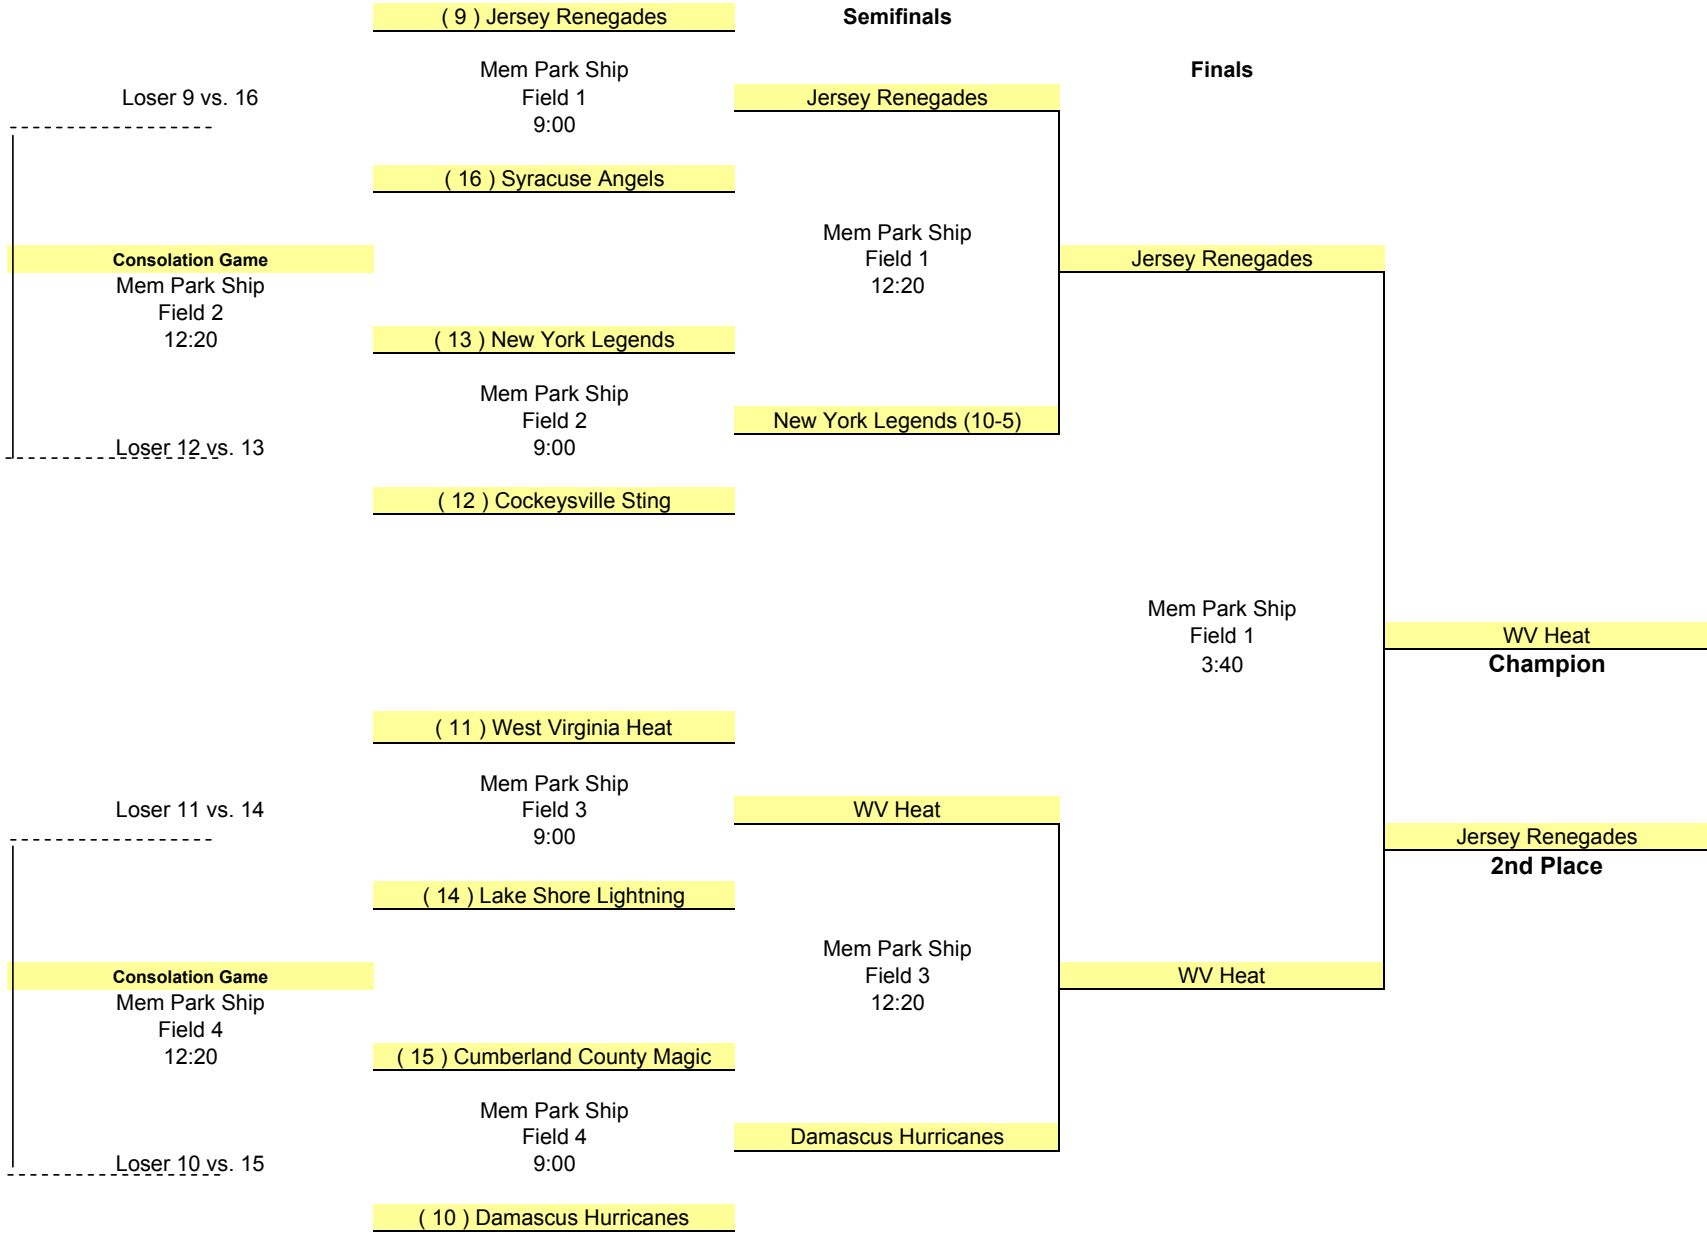 ( 9 ) Jersey Renegades
Semifinals
Mem Park Ship
Finals
Loser 9 vs. 16
Field 1
Jersey Renegades
9:00
( 16 ) Syracuse Angels
Mem Park Ship
Consolation Game
Field 1
Jersey Renegades
Mem Park Ship
12:20
Field 2
12:20
( 13 ) New York Legends
Mem Park Ship
Field 2
New York Legends (10-5)
Loser 12 vs. 13
9:00
( 12 ) Cockeysville Sting
Mem Park Ship
Field 1
WV Heat
3:40
Champion
( 11 ) West Virginia Heat
Mem Park Ship
Loser 11 vs. 14
Field 3
WV Heat
9:00
Jersey Renegades
2nd Place
( 14 ) Lake Shore Lightning
Mem Park Ship
Consolation Game
Field 3
WV Heat
Mem Park Ship
12:20
Field 4
12:20
( 15 ) Cumberland County Magic
Mem Park Ship
Field 4
Damascus Hurricanes
Loser 10 vs. 15
9:00
( 10 ) Damascus Hurricanes